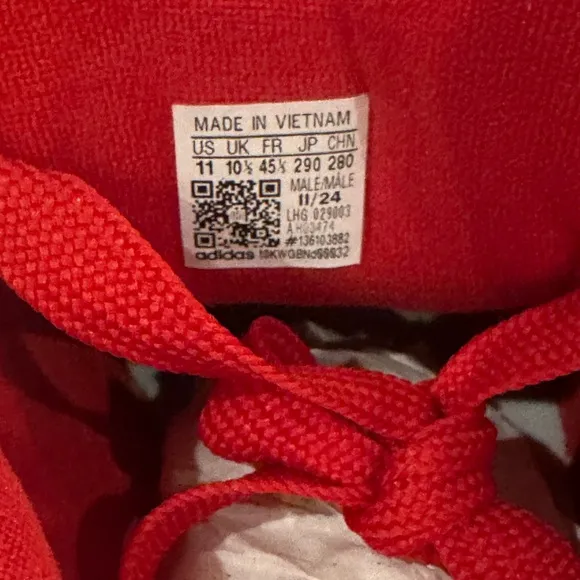 MADE IN VIETNAM
US UK FR JP CHN
11 10½ 45⅓ 290 280
MALE/MÂLE
11/24
LHG 029003
#136103882
adidas